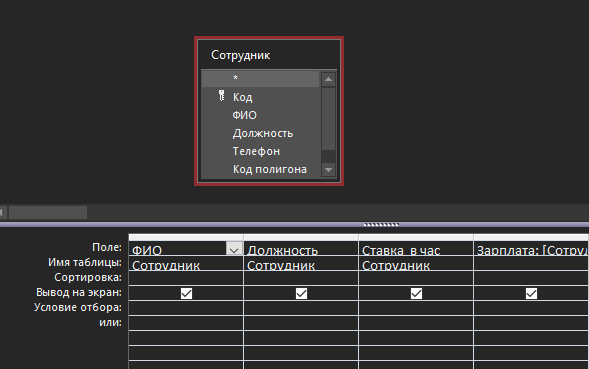 Сотрудник
*
Код
ФИО
Должность
Телефон
Код полигона
Поле: ФИО Должность Ставка в час Зарплата: [Сотру
Имя таблицы: Сотрудник Сотрудник Сотрудник
Сортировка:
Вывод на экран:
Условие отбора:
или: